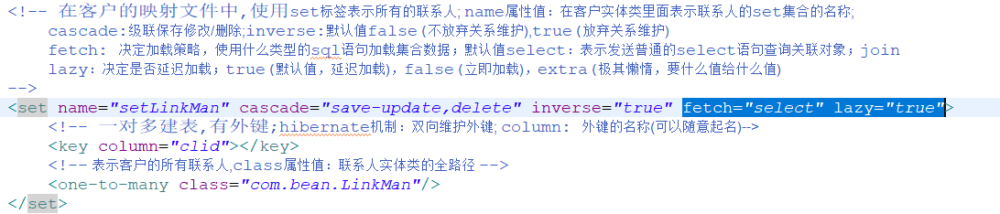 <!-- 在客户的映射文件中,使用set标签表示所有的联系人; name属性值: 在客户实体类里面表示联系人的set集合的名称;
cascade:级联保存修改/删除;inverse:默认值false(不放弃关系维护),true(放弃关系维护)
fetch: 决定加载策略，使用什么类型的sql语句加载集合数据；默认值select：表示发送普通的select语句查询关联对象；join
lazy：决定是否延迟加载；true(默认值，延迟加载)，false(立即加载)，extra(极其懒惰，要什么值给什么值)
-->
<set name="setLinkMan" cascade="save-update,delete" inverse="true" fetch="select" lazy="true">
<!-- 一对多建表,有外键;hibernate机制: 双向维护外键; column: 外键的名称(可以随意起名)-->
<key column="clid"></key>
<!-- 表示客户的所有联系人,class属性值: 联系人实体类的全路径 -->
<one-to-many class="com.bean.LinkMan"/>
</set>